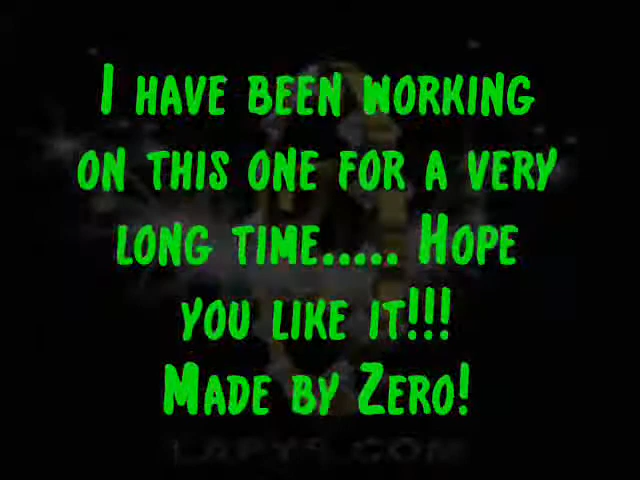 I have been working
on this one for a very
long time..... Hope
you like it!!!
Made by Zero!